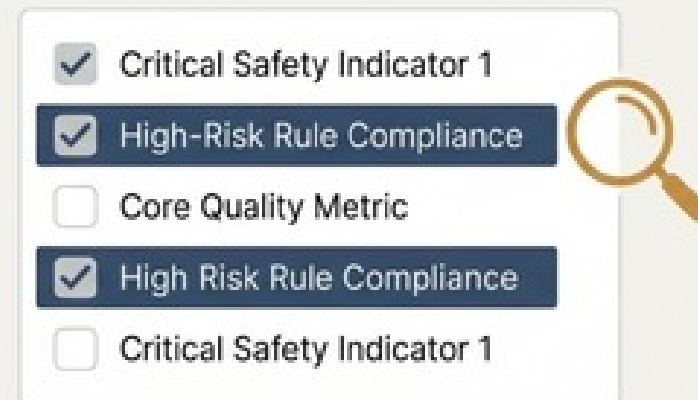 Critical Safety Indicator 1
High-Risk Rule Compliance
Core Quality Metric
High Risk Rule Compliance
Critical Safety Indicator 1